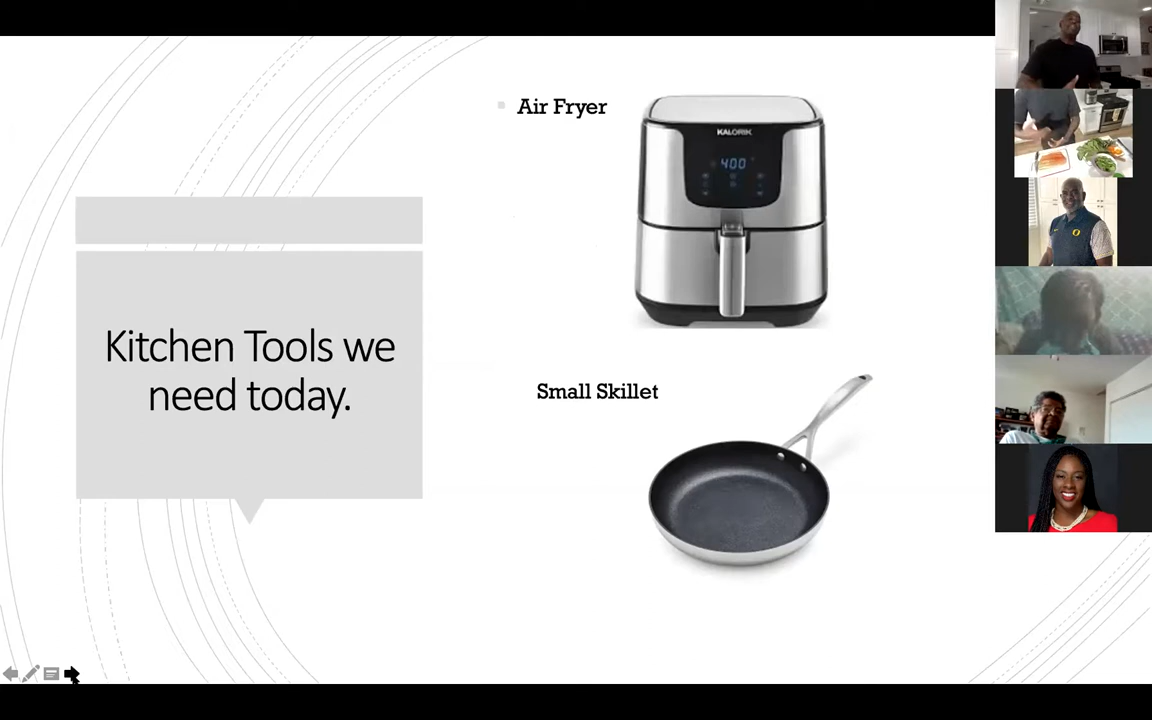 Kitchen Tools we
need today.
Air Fryer
KALORIK
400
Small Skillet